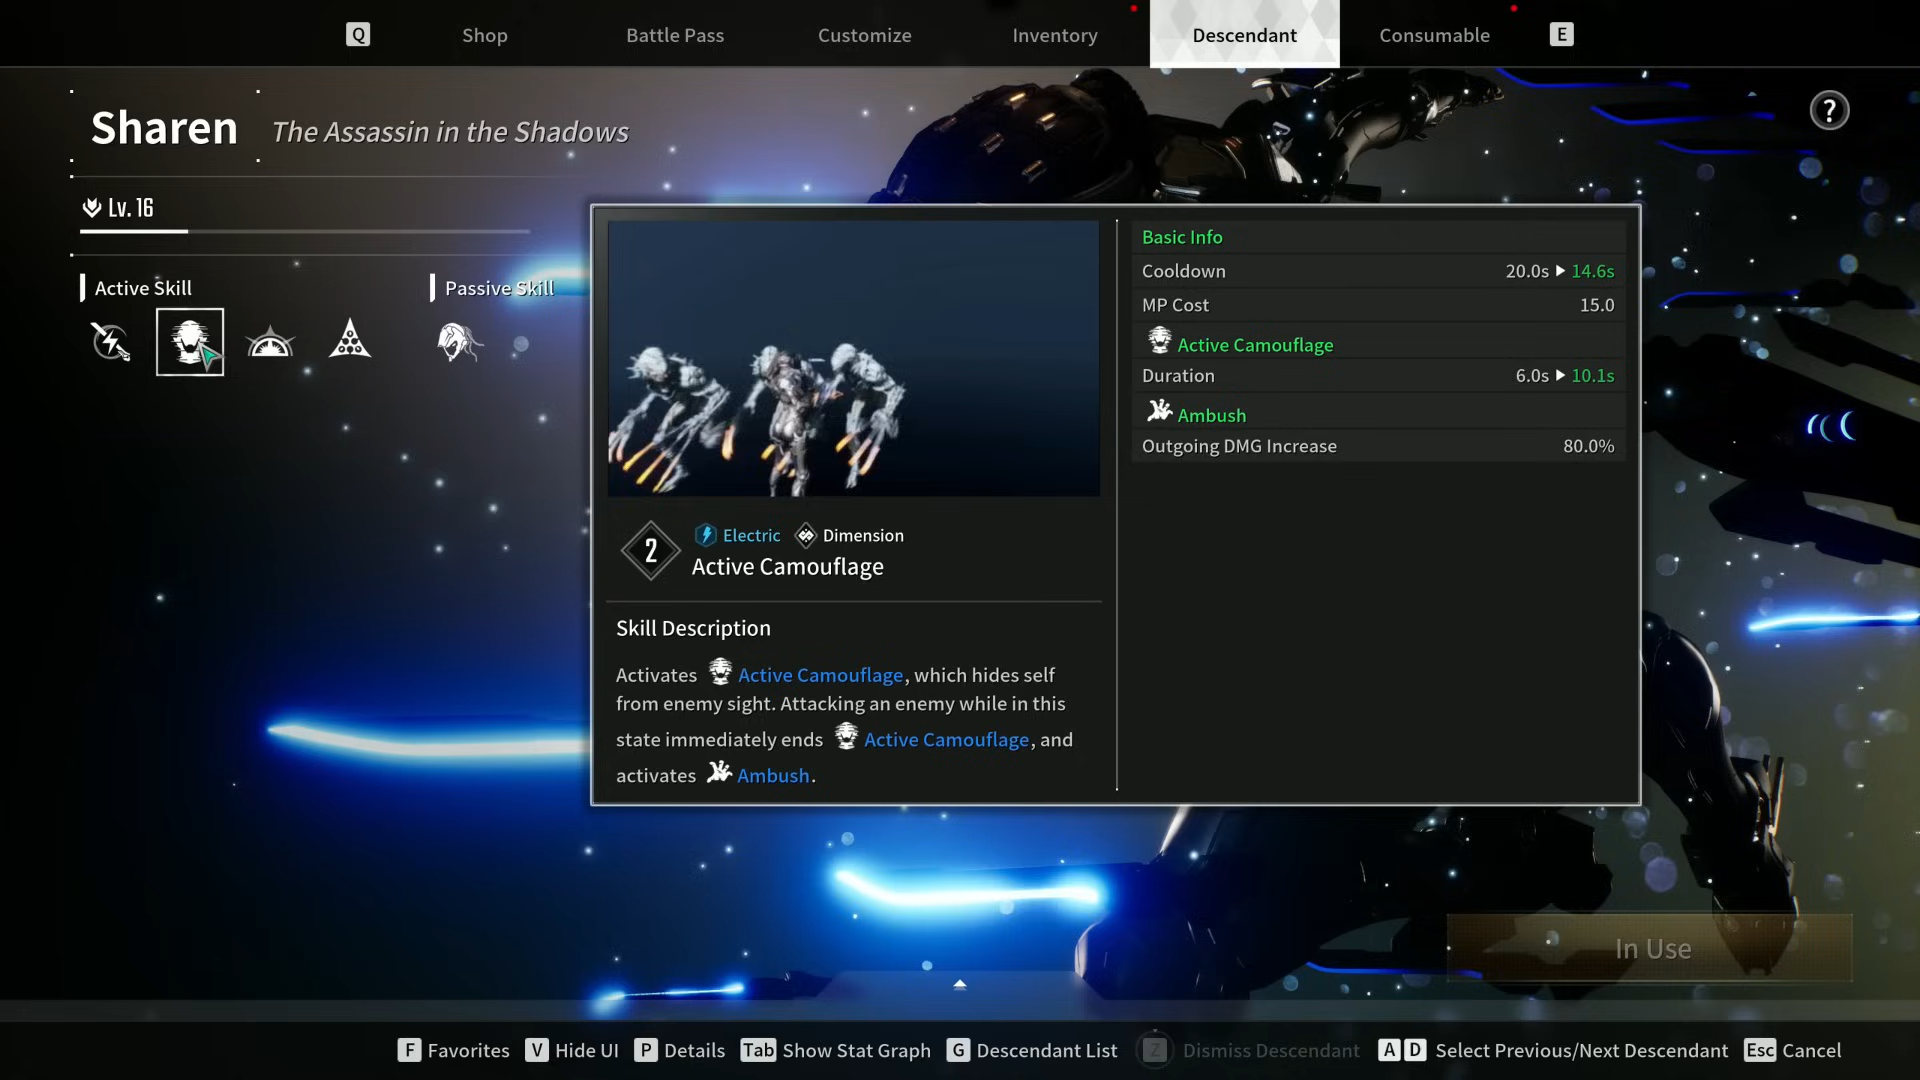 Q Shop Battle Pass Customize Inventory Descendant Consumable E
Sharen The Assassin in the Shadows
?
Lv. 16
Active Skill Passive Skill
Basic Info
Cooldown 20.0s 14.6s
MP Cost 15.0
Active Camouflage
Duration 6.0s 10.1s
Ambush
Outgoing DMG Increase 80.0%
2 Electric Dimension
Active Camouflage
Skill Description
Activates Active Camouflage, which hides self
from enemy sight. Attacking an enemy while in this
state immediately ends Active Camouflage, and
activates Ambush.
In Use
F Favorites V Hide UI P Details Tab Show Stat Graph G Descendant List Z Dismiss Descendant A D Select Previous/Next Descendant Esc Cancel